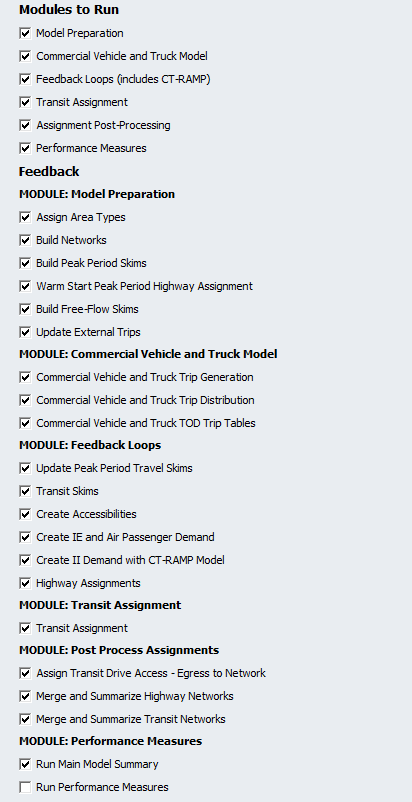 Modules to Run
Model Preparation
Commercial Vehicle and Truck Model
Feedback Loops (includes CT-RAMP)
Transit Assignment
Assignment Post-Processing
Performance Measures
Feedback
MODULE: Model Preparation
Assign Area Types
Build Networks
Build Peak Period Skims
Warm Start Peak Period Highway Assignment
Build Free-Flow Skims
Update External Trips
MODULE: Commercial Vehicle and Truck Model
Commercial Vehicle and Truck Trip Generation
Commercial Vehicle and Truck Trip Distribution
Commercial Vehicle and Truck TOD Trip Tables
MODULE: Feedback Loops
Update Peak Period Travel Skims
Transit Skims
Create Accessibilities
Create IE and Air Passenger Demand
Create II Demand with CT-RAMP Model
Highway Assignments
MODULE: Transit Assignment
Transit Assignment
MODULE: Post Process Assignments
Assign Transit Drive Access - Egress to Network
Merge and Summarize Highway Networks
Merge and Summarize Transit Networks
MODULE: Performance Measures
Run Main Model Summary
Run Performance Measures